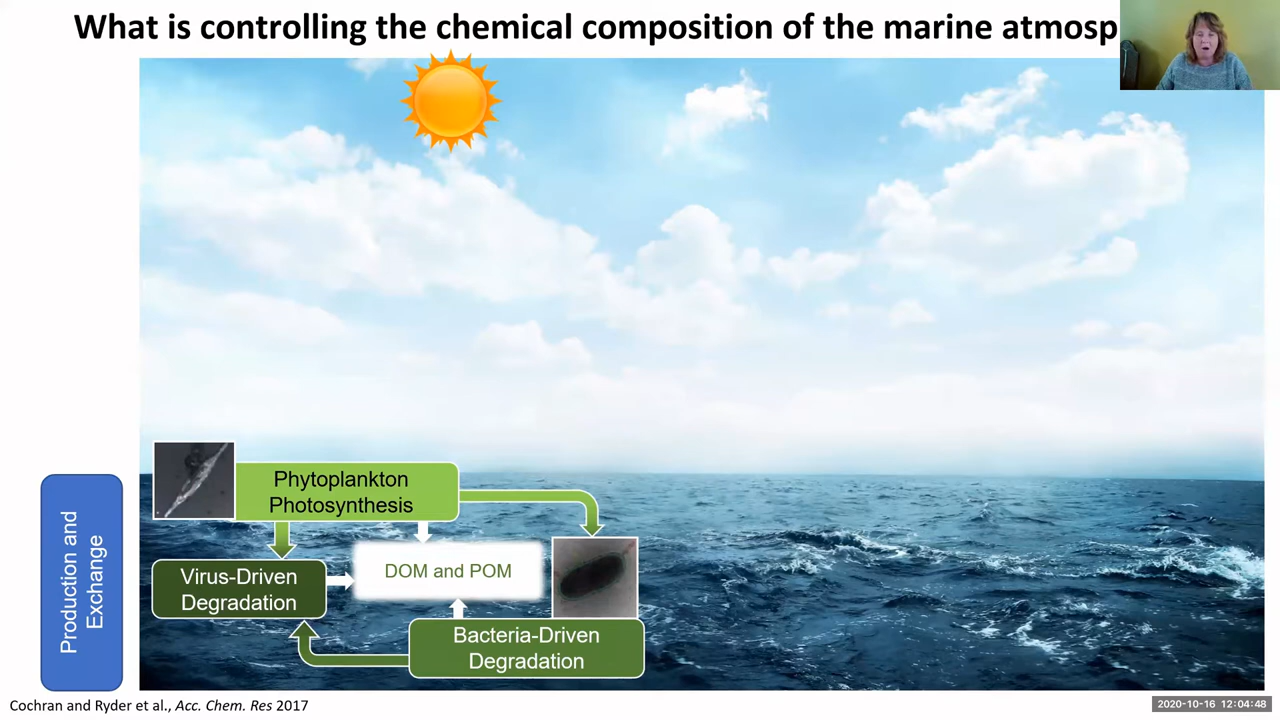 What is controlling the chemical composition of the marine atmosp
Phytoplankton
Photosynthesis
Virus-Driven
Degradation
DOM and POM
Bacteria-Driven
Degradation
Production and
Exchange
Cochran and Ryder et al., Acc. Chem. Res 2017
2020-10-16 12:04:48